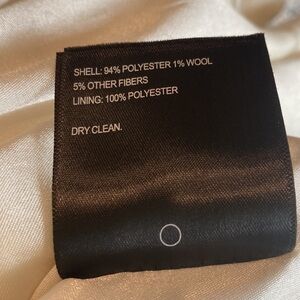 SHELL: 94% POLYESTER 1% WOOL
5% OTHER FIBERS
LINING: 100% POLYESTER
DRY CLEAN.